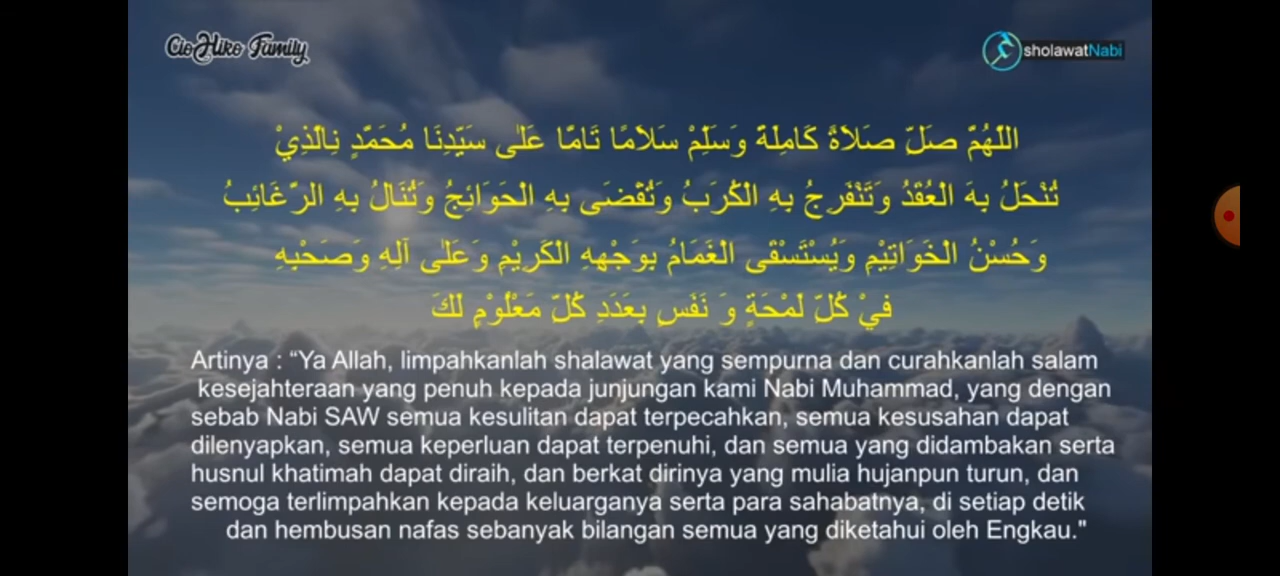 Cio Hiko Family
sholawatNabi
اللّٰهُمَّ صَلِّ صَلَاةً كَامِلَةً وَسَلِّمْ سَلَامًا تَامًّا عَلٰى سَيِّدِنَا مُحَمَّدٍ نِالَّذِيْ
تُنْحَلُ بِهَ الْعُقَدُ وَتَنْفَرِجُ بِهِ الْكُرَبُ وَتُقْضَى بِهِ الْحَوَائِجُ وَتُنَالُ بِهِ الرَّغَائِبُ
وَحُسْنُ الْخَوَاتِيْمِ وَيُسْتَسْقَى الْغَمَامُ بِوَجْهِهِ الْكَرِيْمِ وَعَلٰى آلِهِ وَصَحْبِهِ
فِيْ كُلِّ لَمْحَةٍ وَ نَفَسٍ بِعَدَدِ كُلِّ مَعْلُوْمٍ لَكَ
Artinya : “Ya Allah, limpahkanlah shalawat yang sempurna dan curahkanlah salam
kesejahteraan yang penuh kepada junjungan kami Nabi Muhammad, yang dengan
sebab Nabi SAW semua kesulitan dapat terpecahkan, semua kesusahan dapat
dilenyapkan, semua keperluan dapat terpenuhi, dan semua yang didambakan serta
husnul khatimah dapat diraih, dan berkat dirinya yang mulia hujanpun turun, dan
semoga terlimpahkan kepada keluarganya serta para sahabatnya, di setiap detik
dan hembusan nafas sebanyak bilangan semua yang diketahui oleh Engkau."